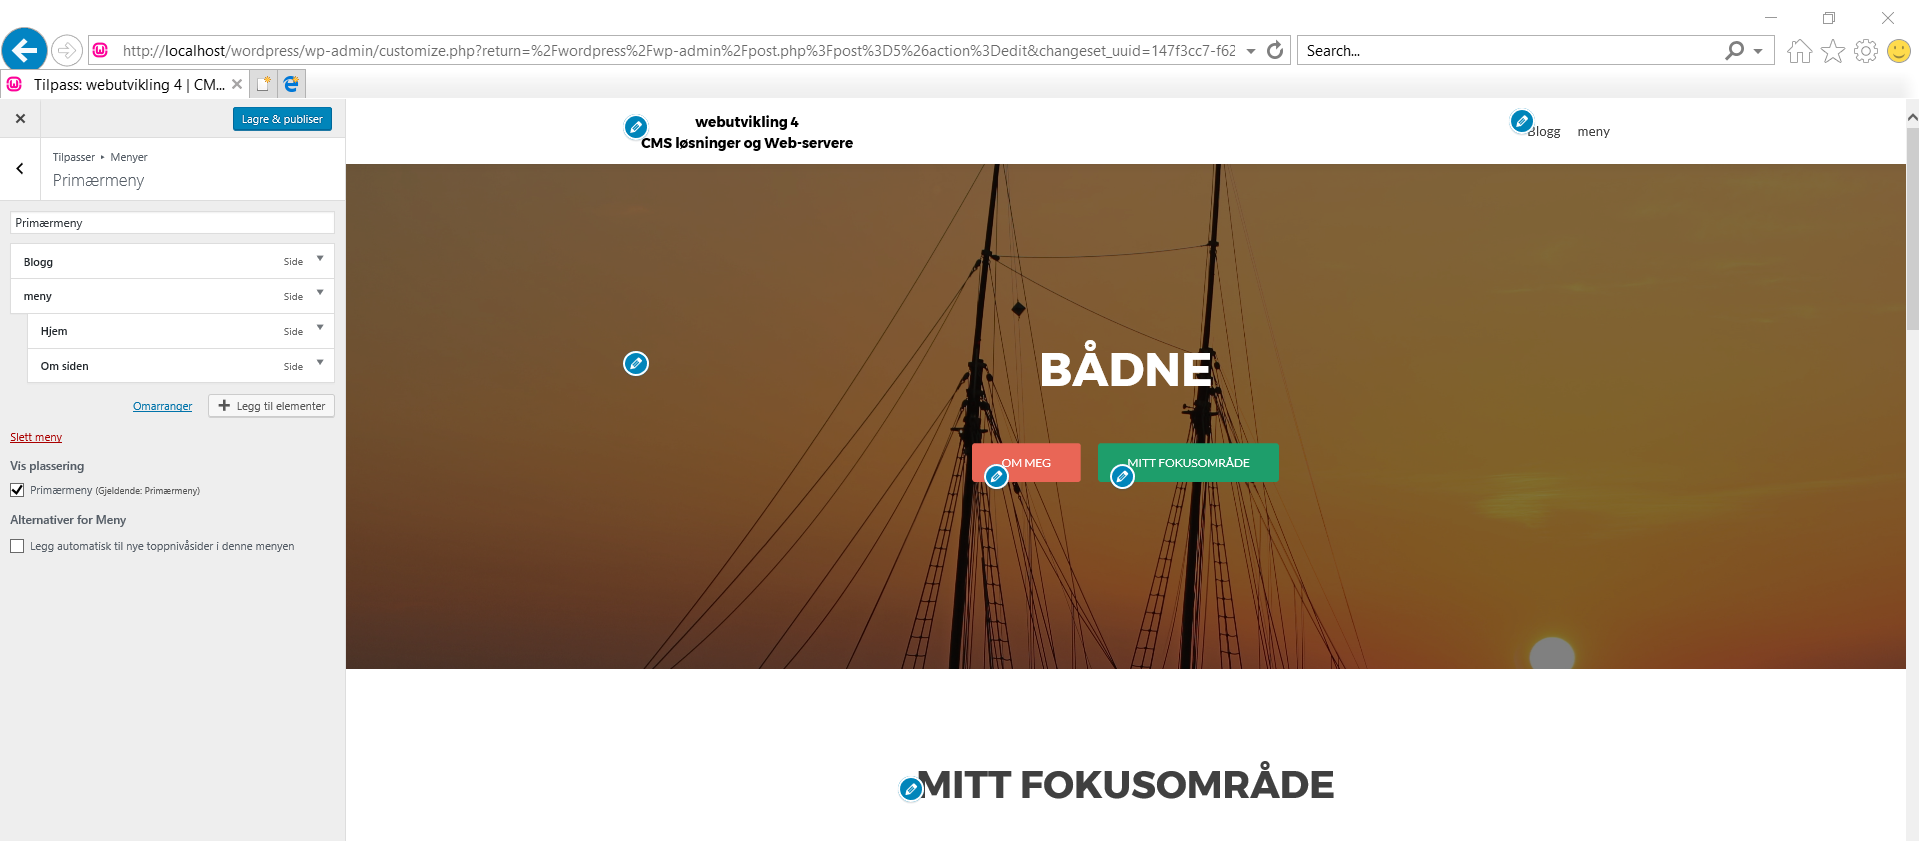 http://localhost/wordpress/wp-admin/customize.php?return=%2Fwordpress%2Fwp-admin%2Fpost.php%3Fpost%3D5%26action%3Dedit&changeset_uuid=147f3cc7-f62
Search...
Tilpass: webutvikling 4 | CM...
Lagre & publiser
Tilpasser ▸ Menyer
Primærmeny
Primærmeny
Blogg Side
meny Side
Hjem Side
Om siden Side
Omarranger
Legg til elementer
Slett meny
Vis plassering
Primærmeny (Gjeldende: Primærmeny)
Alternativer for Meny
Legg automatisk til nye toppnivåsider i denne menyen
webutvikling 4
CMS løsninger og Web-servere
Blogg meny
BÅDNE
OM MEG
MITT FOKUSOMRÅDE
MITT FOKUSOMRÅDE